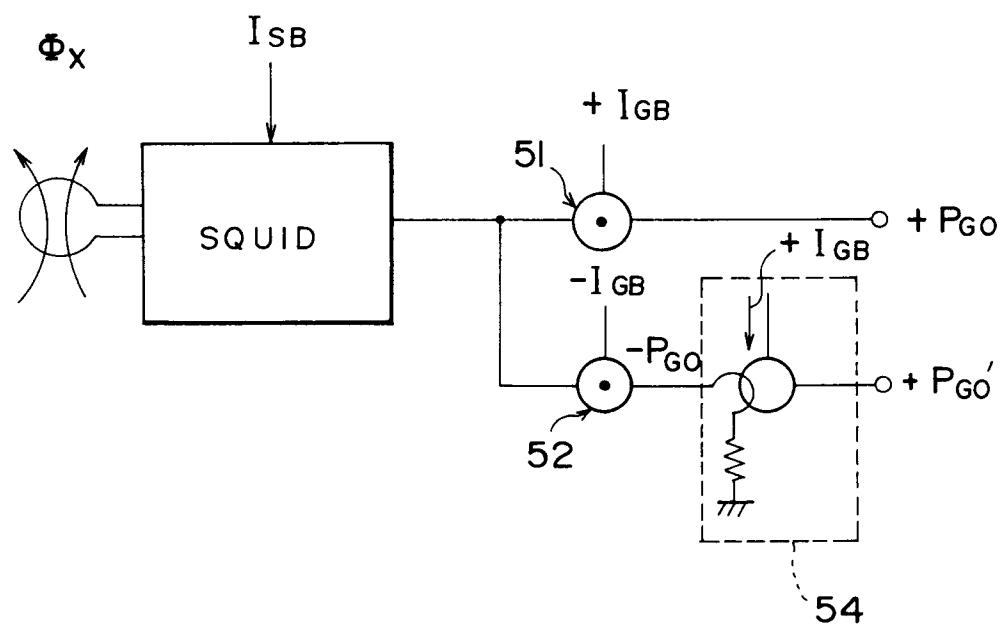 Φx
ISB
SQUID
+ IGB
51
+ PGO
+ IGB
-IGB
-PGO
+ PGO'
52
54